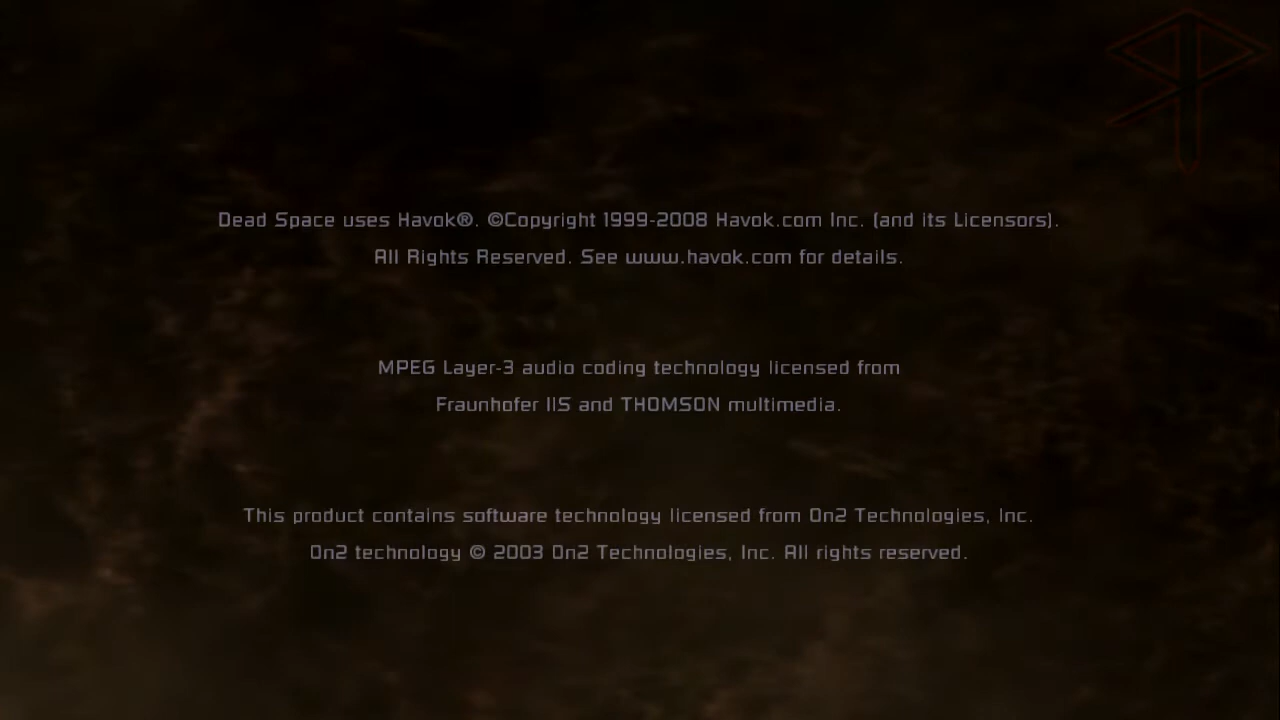 Dead Space uses Havok®. ©Copyright 1999-2008 Havok.com Inc. (and its Licensors).
All Rights Reserved. See www.havok.com for details.
MPEG Layer-3 audio coding technology licensed from
Fraunhofer IIS and THOMSON multimedia.
This product contains software technology licensed from On2 Technologies, Inc.
On2 technology © 2003 On2 Technologies, Inc. All rights reserved.